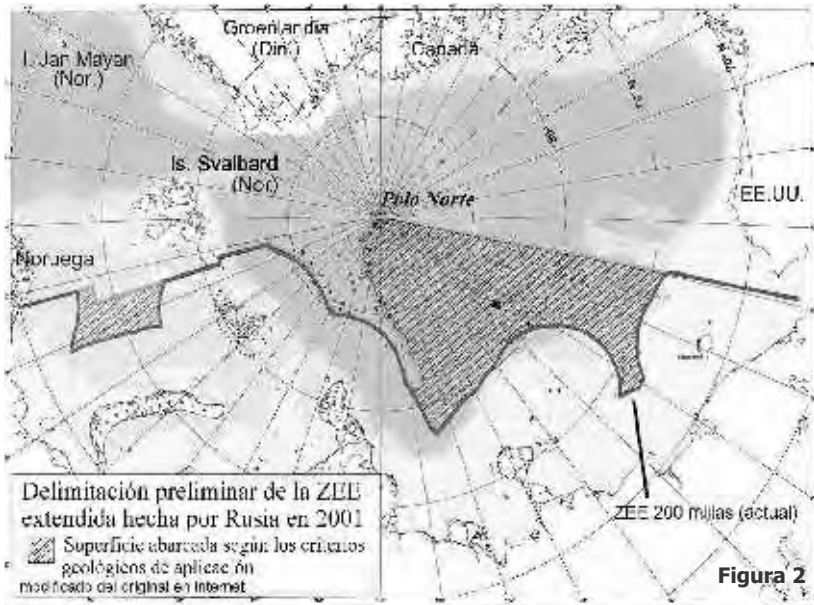 Groenlandia
(Din.)
Canadá
I. Jan Mayan
(Nor.)
Is. Svalbard
(Nor.)
Polo Norte
EE.UU.
Noruega
80
ZEE 200 millas (actual)
Delimitación preliminar de la ZEE
extendida hecha por Rusia en 2001
Superficie abarcada según los criterios
geológicos de aplicación
modificado del original en Internet
Figura 2